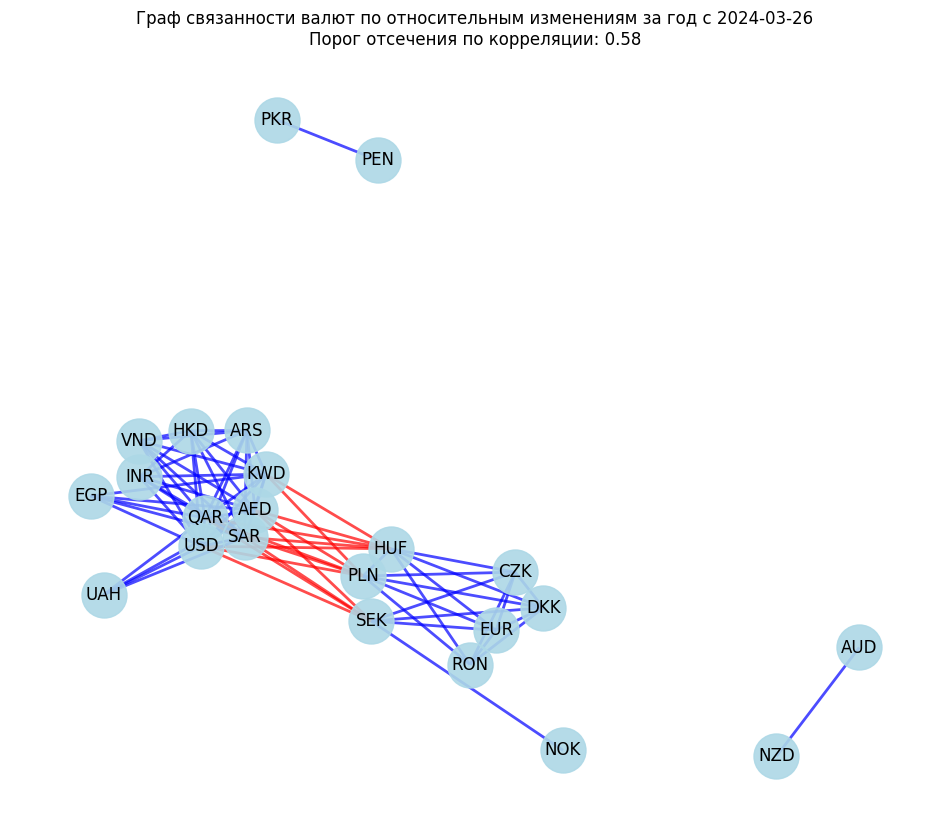 Граф связанности валют по относительным изменениям за год с 2024-03-26
Порог отсечения по корреляции: 0.58
PKR
PEN
VND
HKD
ARS
INR
KWD
EGP
QAR
AED
USD
SAR
HUF
PLN
CZK
UAH
DKK
SEK
EUR
RON
AUD
NOK
NZD